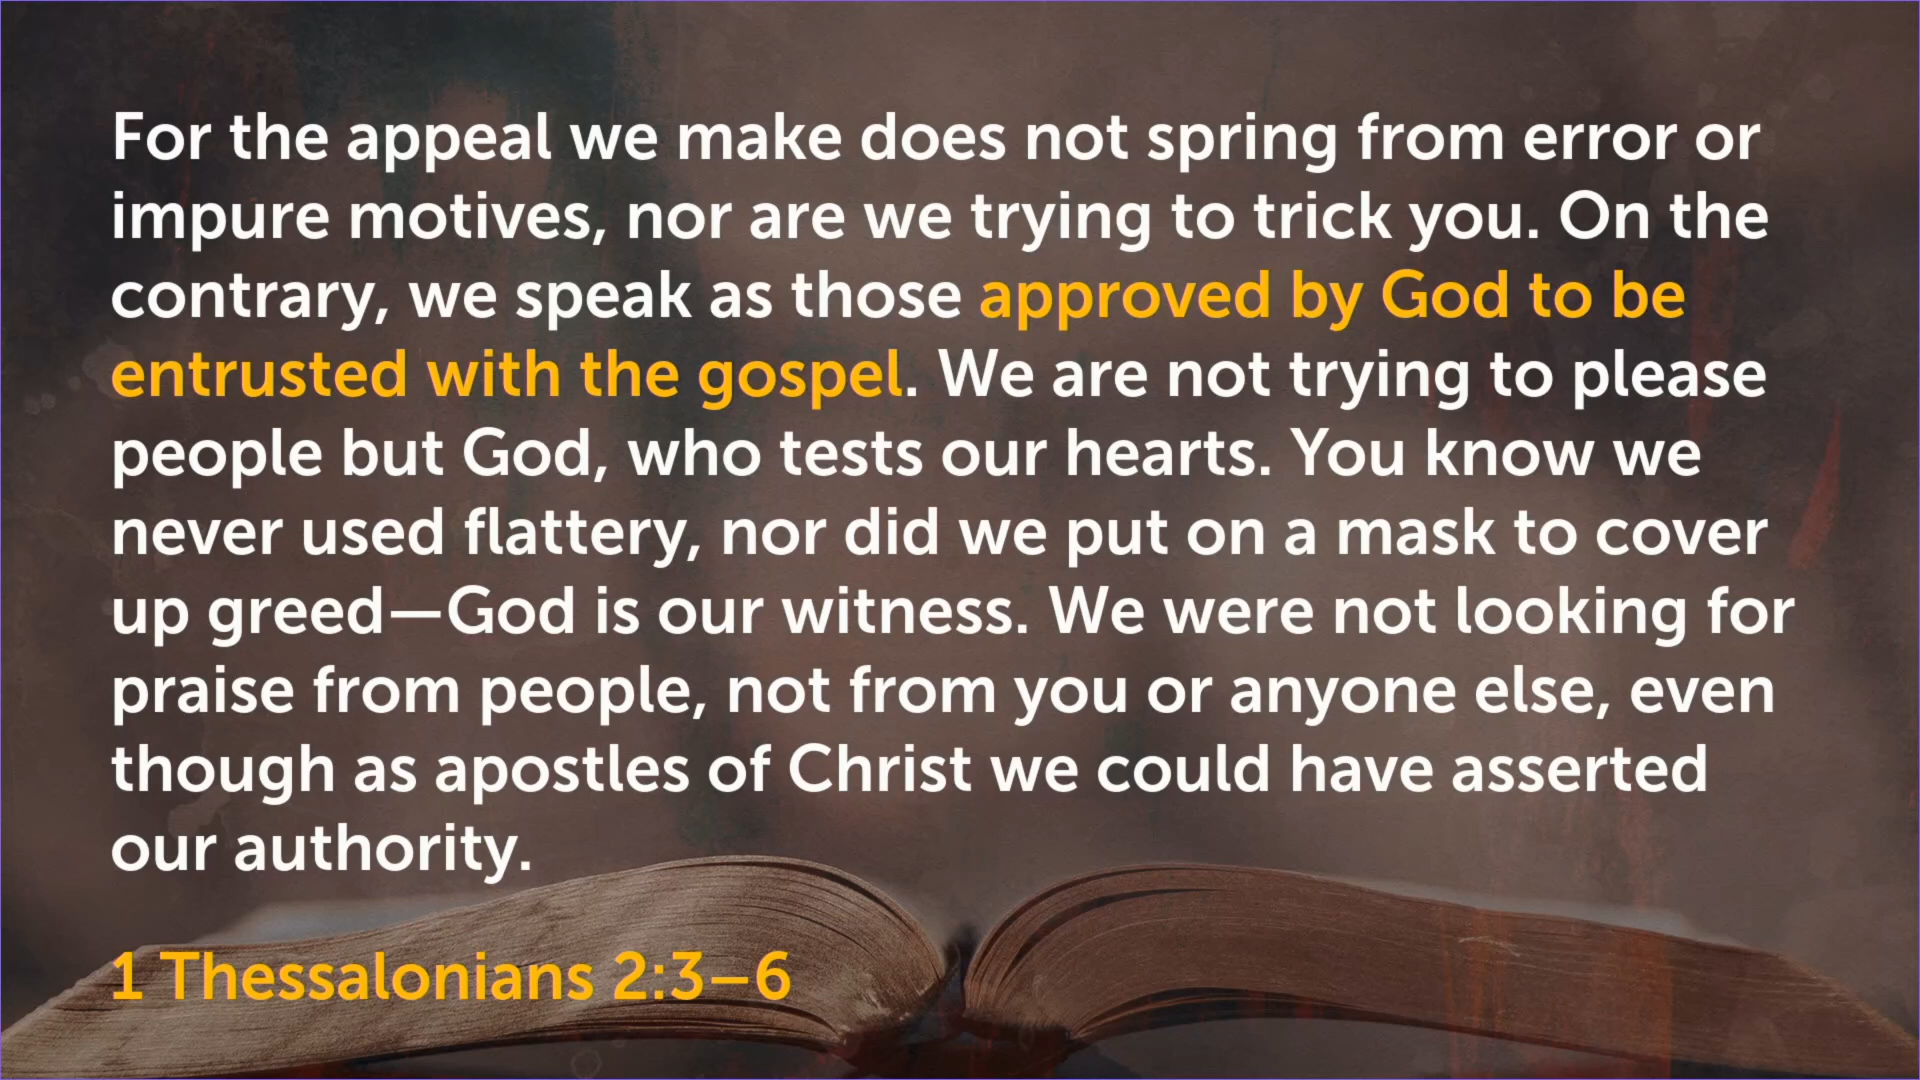 For the appeal we make does not spring from error or
impure motives, nor are we trying to trick you. On the
contrary, we speak as those approved by God to be
entrusted with the gospel. We are not trying to please
people but God, who tests our hearts. You know we
never used flattery, nor did we put on a mask to cover
up greed—God is our witness. We were not looking for
praise from people, not from you or anyone else, even
though as apostles of Christ we could have asserted
our authority.
1 Thessalonians 2:3–6